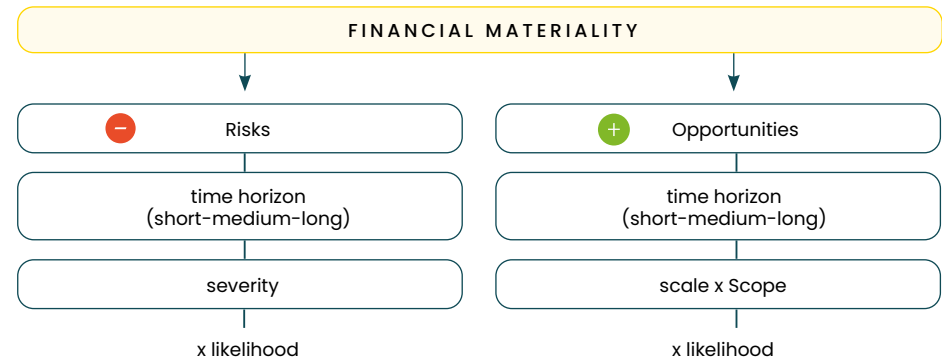 FINANCIAL MATERIALITY
− Risks
+ Opportunities
time horizon
(short-medium-long)
time horizon
(short-medium-long)
severity
scale x Scope
x likelihood
x likelihood